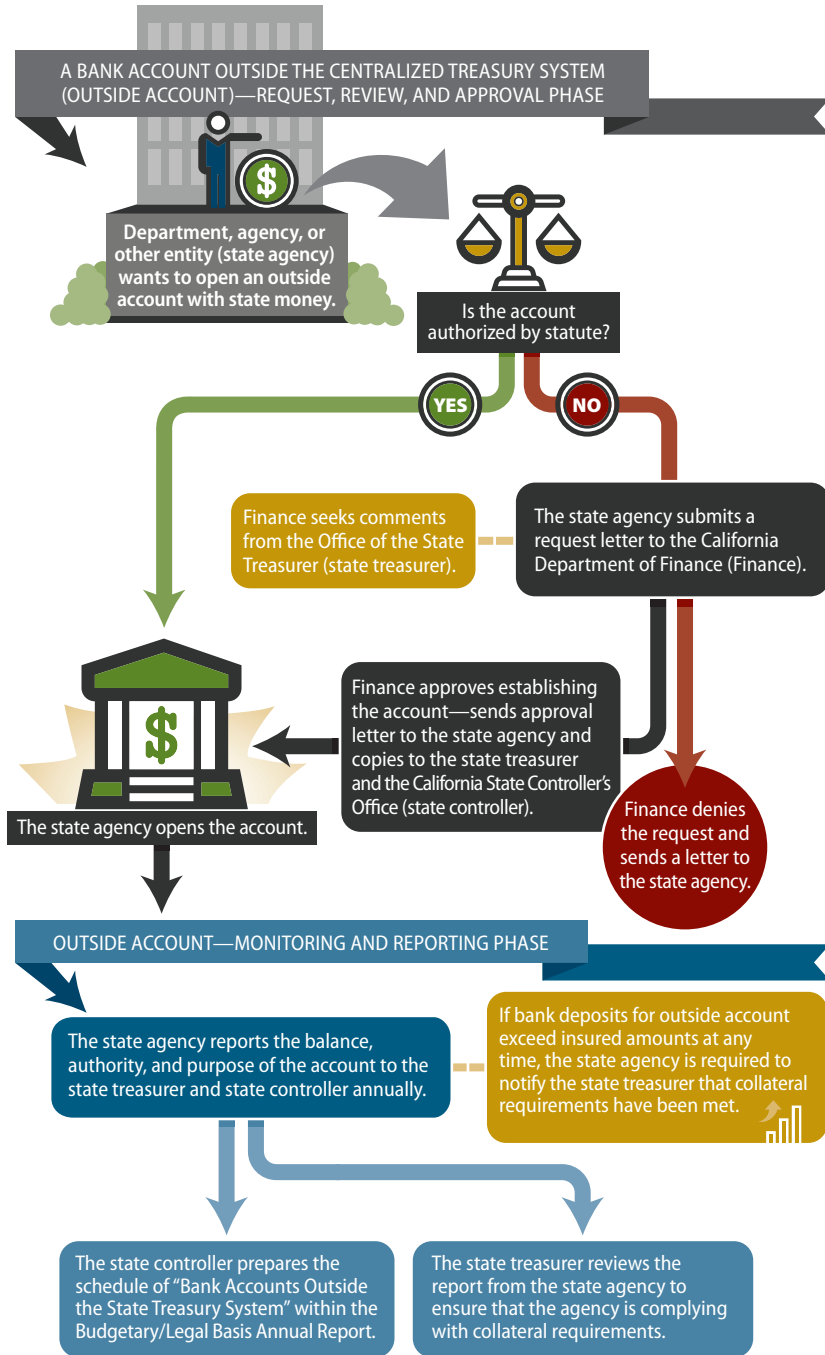 A BANK ACCOUNT OUTSIDE THE CENTRALIZED TREASURY SYSTEM
(OUTSIDE ACCOUNT)—REQUEST, REVIEW, AND APPROVAL PHASE
$
Department, agency, or
other entity (state agency)
wants to open an outside
account with state money.
Is the account
authorized by statute?
YES
NO
Finance seeks comments
from the Office of the State
Treasurer (state treasurer).
The state agency submits a
request letter to the California
Department of Finance (Finance).
Finance approves establishing
the account—sends approval
letter to the state agency and
copies to the state treasurer
and the California State Controller's
Office (state controller).
$
The state agency opens the account.
Finance denies
the request and
sends a letter to
the state agency.
OUTSIDE ACCOUNT—MONITORING AND REPORTING PHASE
The state agency reports the balance,
authority, and purpose of the account to the
state treasurer and state controller annually.
If bank deposits for outside account
exceed insured amounts at any
time, the state agency is required to
notify the state treasurer that collateral
requirements have been met.
The state controller prepares the
schedule of “Bank Accounts Outside
the State Treasury System” within the
Budgetary/Legal Basis Annual Report.
The state treasurer reviews the
report from the state agency to
ensure that the agency is complying
with collateral requirements.